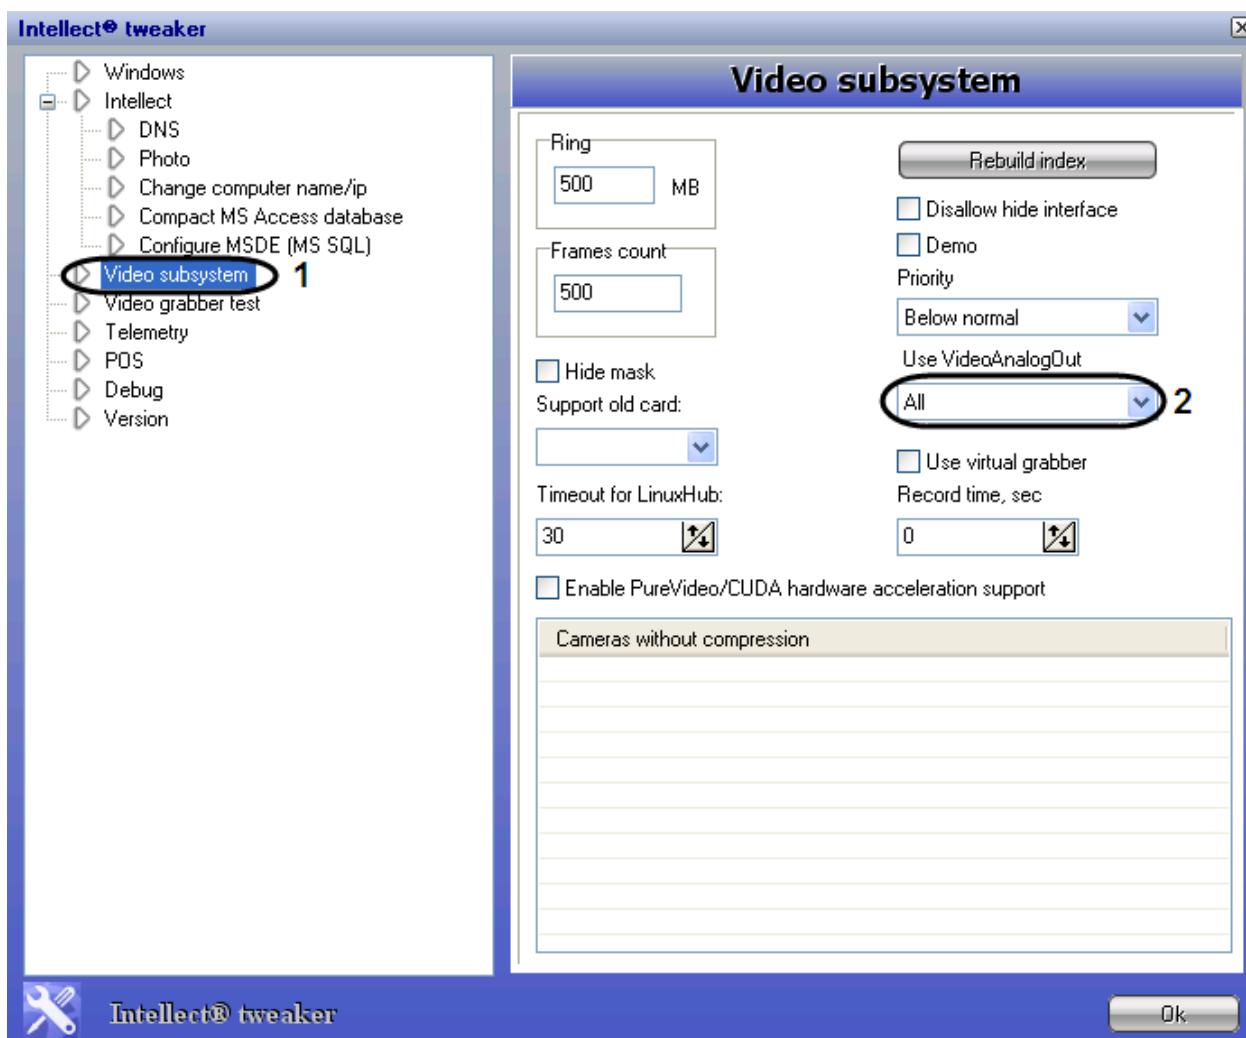 Intellect® tweaker
Windows
Intellect
DNS
Photo
Change computer name/ip
Compact MS Access database
Configure MSDE (MS SQL)
Video subsystem 1
Video grabber test
Telemetry
POS
Debug
Version
Video subsystem
Ring
500 MB
Frames count
500
Hide mask
Support old card:
Timeout for LinuxHub:
30
Rebuild index
Disallow hide interface
Demo
Priority
Below normal
Use VideoAnalogOut
All 2
Use virtual grabber
Record time, sec
0
Enable PureVideo/CUDA hardware acceleration support
Cameras without compression
Intellect® tweaker
Ok